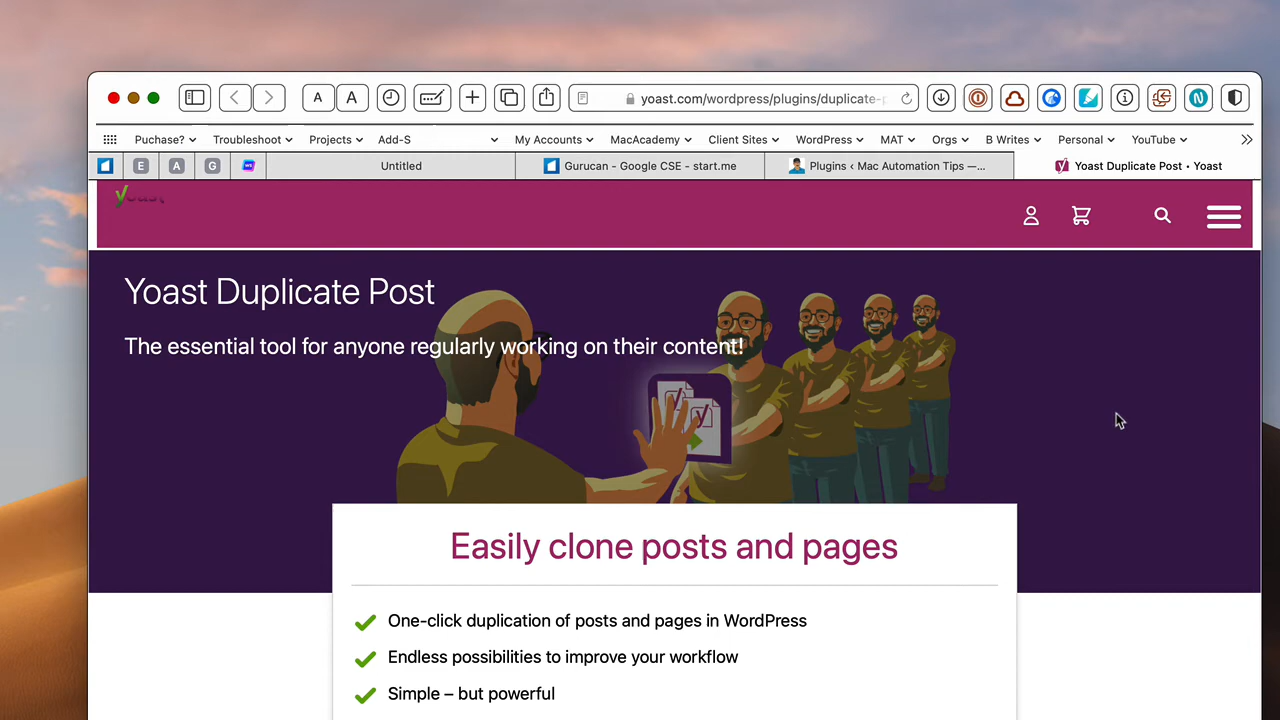 A A yoast.com/wordpress/plugins/duplicate-p
Puchase? Troubleshoot Projects Add-S My Accounts MacAcademy Client Sites WordPress MAT Orgs B Writes Personal YouTube
E A G Untitled Gurucan - Google CSE - start.me Plugins < Mac Automation Tips —... Yoast Duplicate Post • Yoast
yoast
Yoast Duplicate Post
The essential tool for anyone regularly working on their content!
Easily clone posts and pages
One-click duplication of posts and pages in WordPress
Endless possibilities to improve your workflow
Simple – but powerful